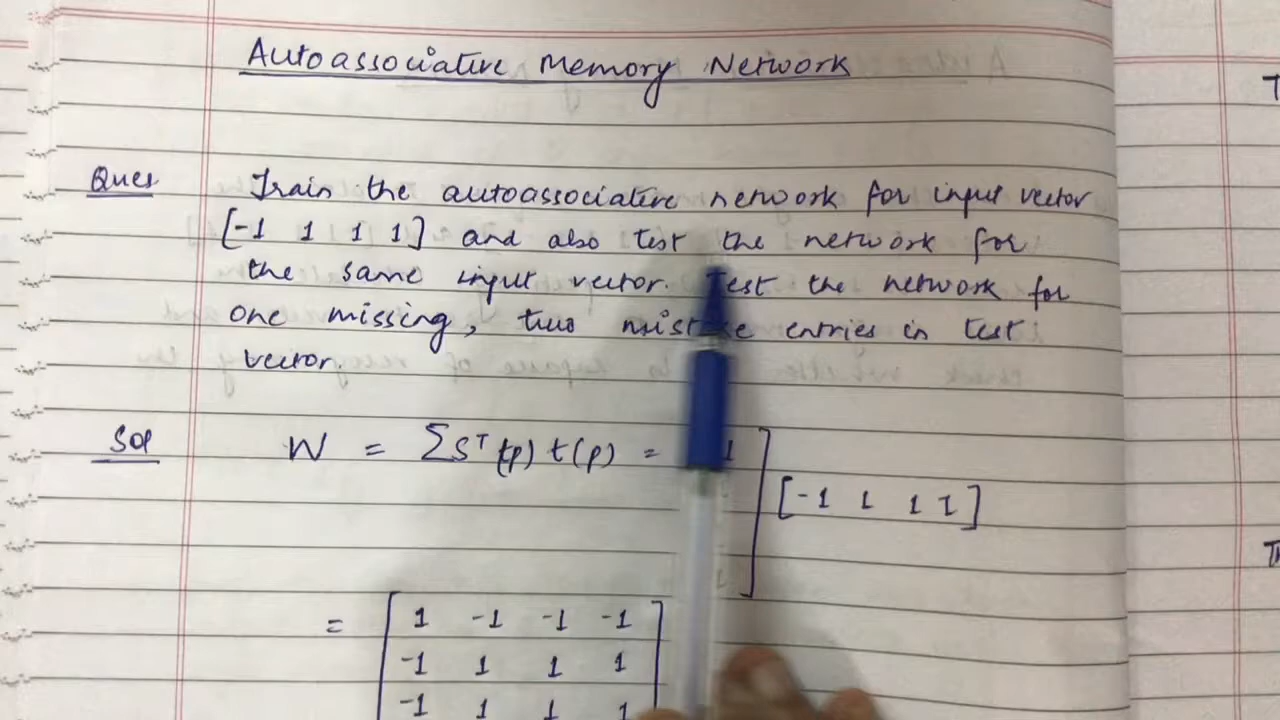 Autoassociative Memory Network
Ques Train the autoassociative network for input vector
[-1 1 1 1] and also test the network for
the same input vector. Test the network for
one missing, two entries in test
vector.
Sol W = ΣSᵀ(p) t(p) = 1
[-1 1 1 1]
= 1 -1 -1 -1
-1 1 1 1
-1 1 1 1